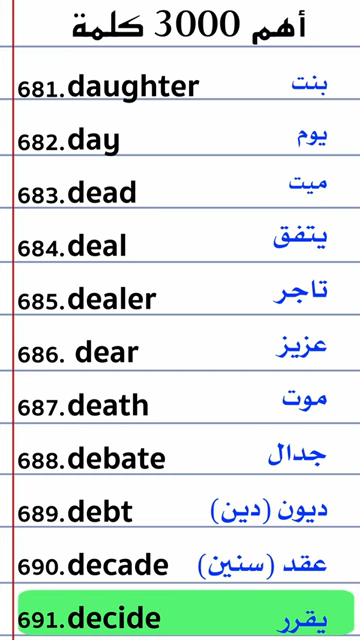 أهم 3000 كلمة
681.daughter بنت
682.day يوم
683.dead ميت
684.deal يتفق
685.dealer تاجر
686. dear عزيز
687.death موت
688.debate جدال
689.debt ديون (دين)
690.decade عقد (سنين)
691.decide يقرر